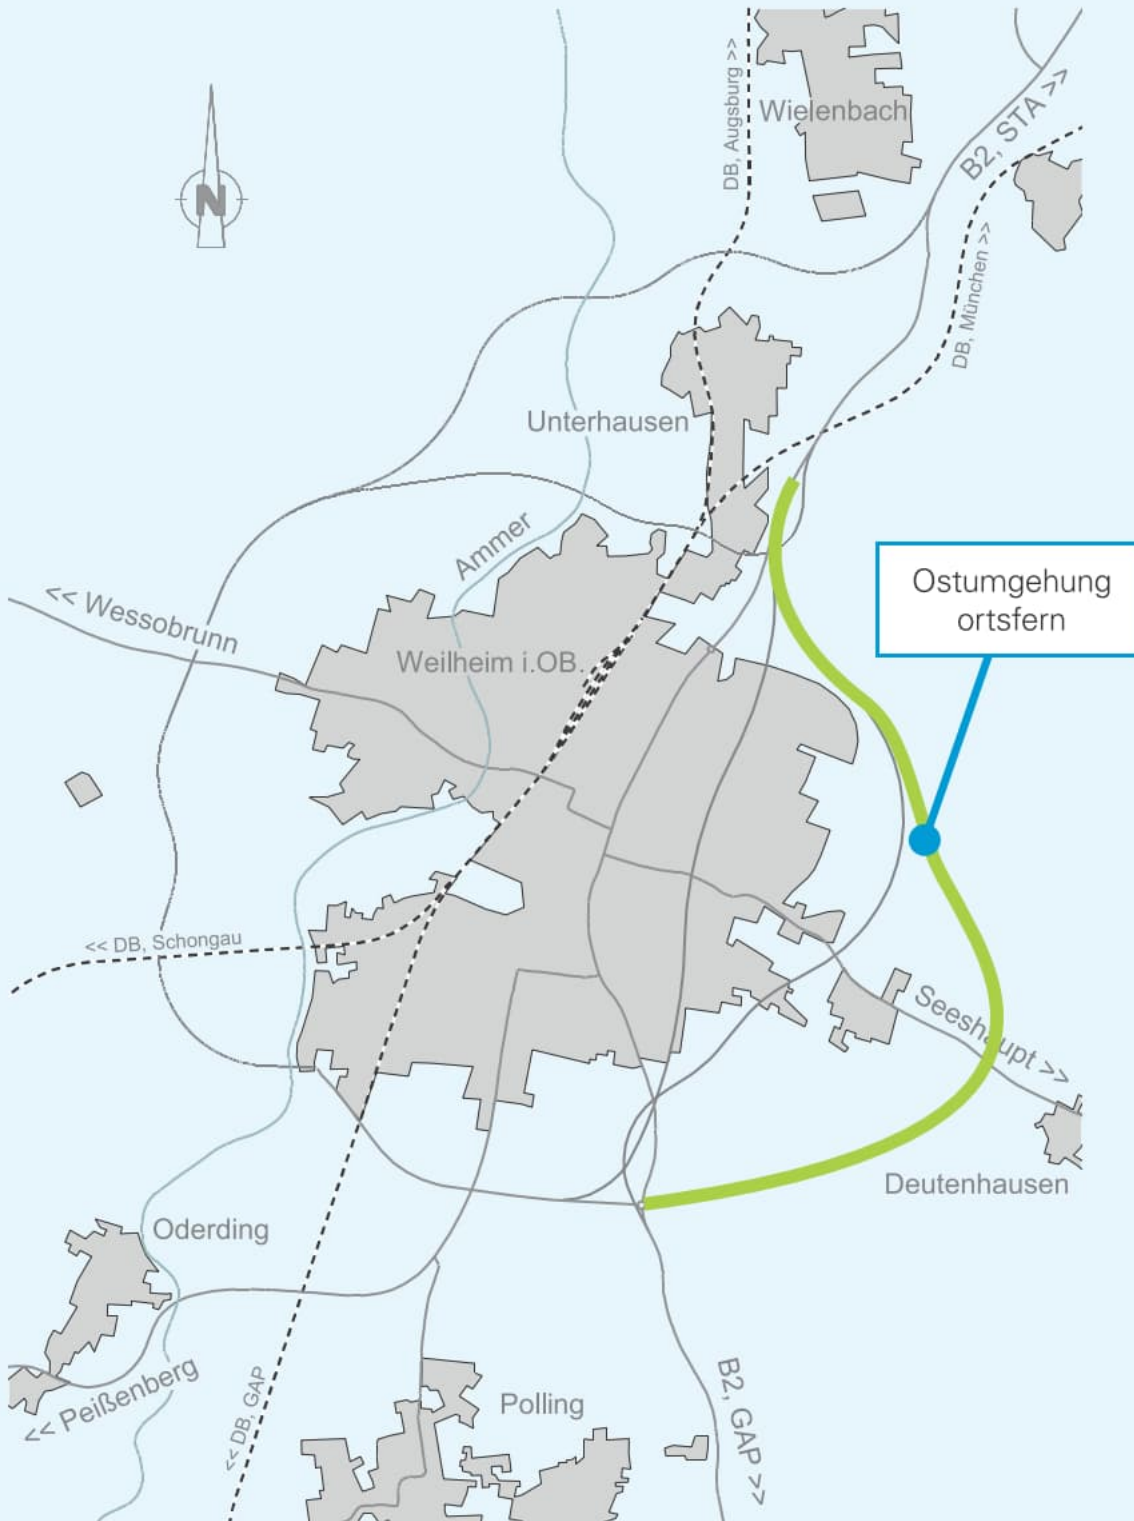 DB, Augsburg >>
Wielenbach
B2, STA >>
N
DB, München >>
Unterhausen
Ammer
Ostumgehung
ortsfern
<< Wessobrunn
Weilheim i.OB.
<< DB, Schongau
Seeshaupt >>
Deutenhausen
Oderding
<< Peißenberg
<< DB, GAP
Polling
B2, GAP >>